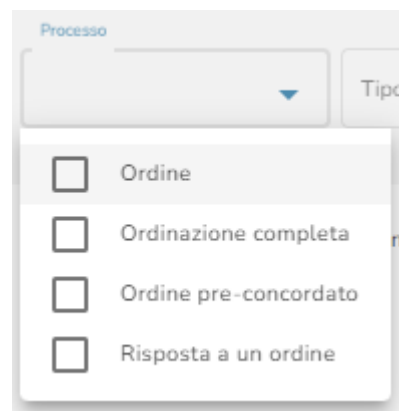 Processo
Tipo
Ordine
Ordinazione completa
Ordine pre-concordato
Risposta a un ordine